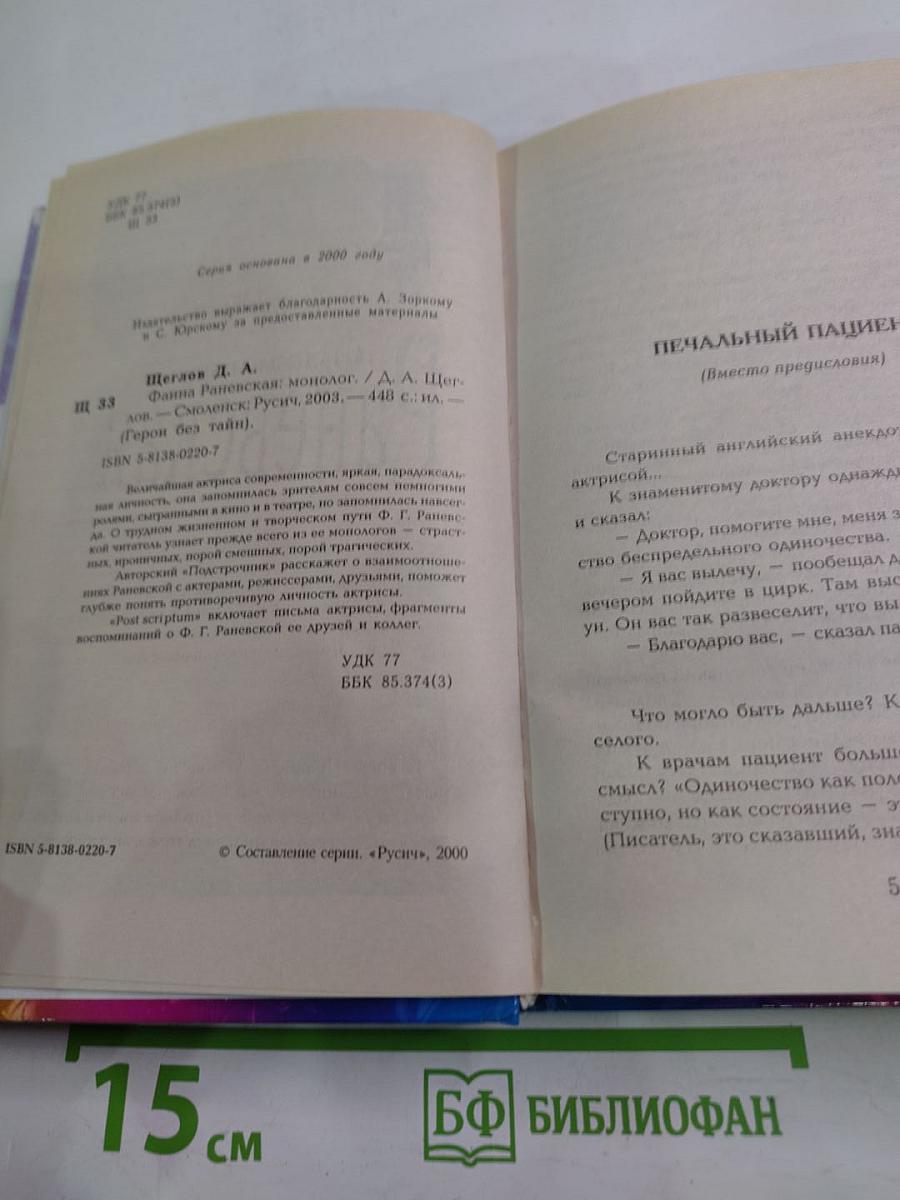 УДК 77
ББК 85.374(3)
Щ 33
Серия основана в 2000 году
Издательство выражает благодарность А. Зоркому
и С. Юрскому за предоставленные материалы
Щеглов Д. А.
Щ 33
Фаина Раневская: монолог. / Д. А. Щег-
лов. — Смоленск: Русич, 2003. — 448 с.: ил. —
(Герои без тайн).
ISBN 5-8138-0220-7
Величайшая актриса современности, яркая, парадоксаль-
ная личность, она запомнилась зрителям совсем немногими
ролями, сыгранными в кино и в театре, но запомнилась навсег-
да. О трудном жизненном и творческом пути Ф. Г. Раневс-
кой читатель узнает прежде всего из ее монологов — страст-
ных, ироничных, порой смешных, порой трагических.
Авторский «Подстрочник» расскажет о взаимоотноше-
ниях Раневской с актерами, режиссерами, друзьями, поможет
глубже понять противоречивую личность актрисы.
«Post scriptum» включает письма актрисы, фрагменты
воспоминаний о Ф. Г. Раневской ее друзей и коллег.
УДК 77
ББК 85.374(3)
ISBN 5-8138-0220-7
© Составление серии. «Русич», 2000
ПЕЧАЛЬНЫЙ ПАЦИЕН
(Вместо предисловия)
Старинный английский анекдо
актрисой...
К знаменитому доктору однажд
и сказал:
— Доктор, помогите мне, меня з
ство беспредельного одиночества.
— Я вас вылечу, — пообещал д
вечером пойдите в цирк. Там выс
ун. Он вас так развеселит, что вы
— Благодарю вас, — сказал па
Что могло быть дальше? К
селого.
К врачам пациент больше
смысл? «Одиночество как поло
ступно, но как состояние — э
(Писатель, это сказавший, зна
5
15 см
БФ БИБЛИОФАН